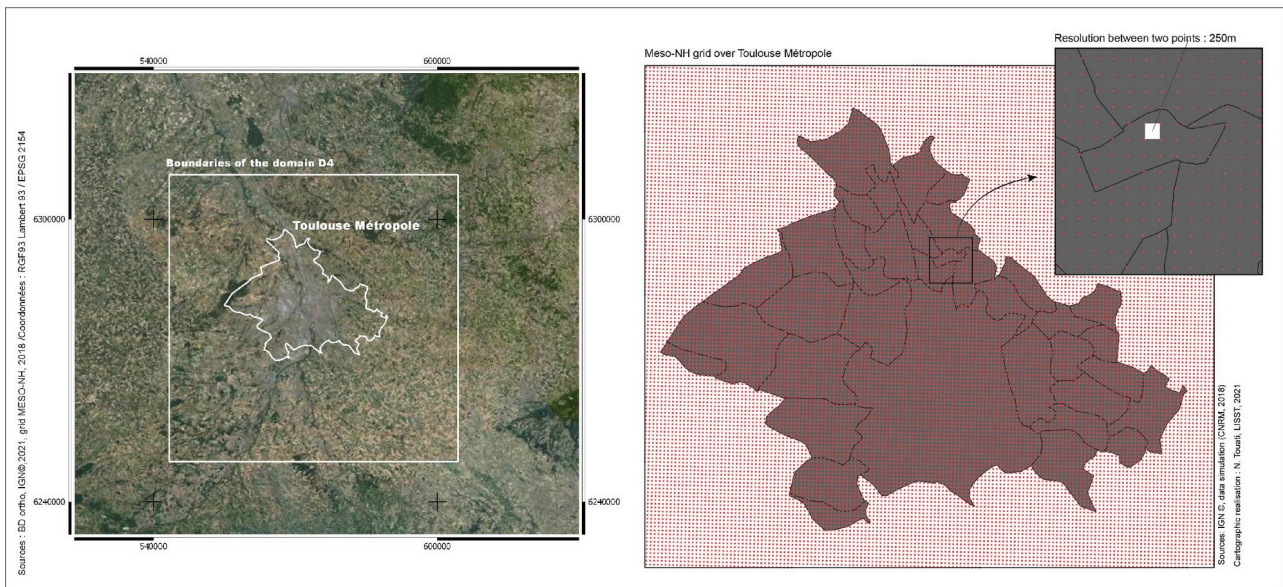 540000
600000
Boundaries of the domain D4
Toulouse Métropole
6300000
6300000
6240000
6240000
540000
600000
Sources : BD ortho, IGN©,2021, grid MESO-NH, 2018 /Coordonnées : RGF93 Lambert 93 / EPSG 2154
Meso-NH grid over Toulouse Métropole
Resolution between two points : 250m
Sources: IGN ©, data simulation (CNRM, 2018)
Cartographic realisation : N. Touati, LISST, 2021